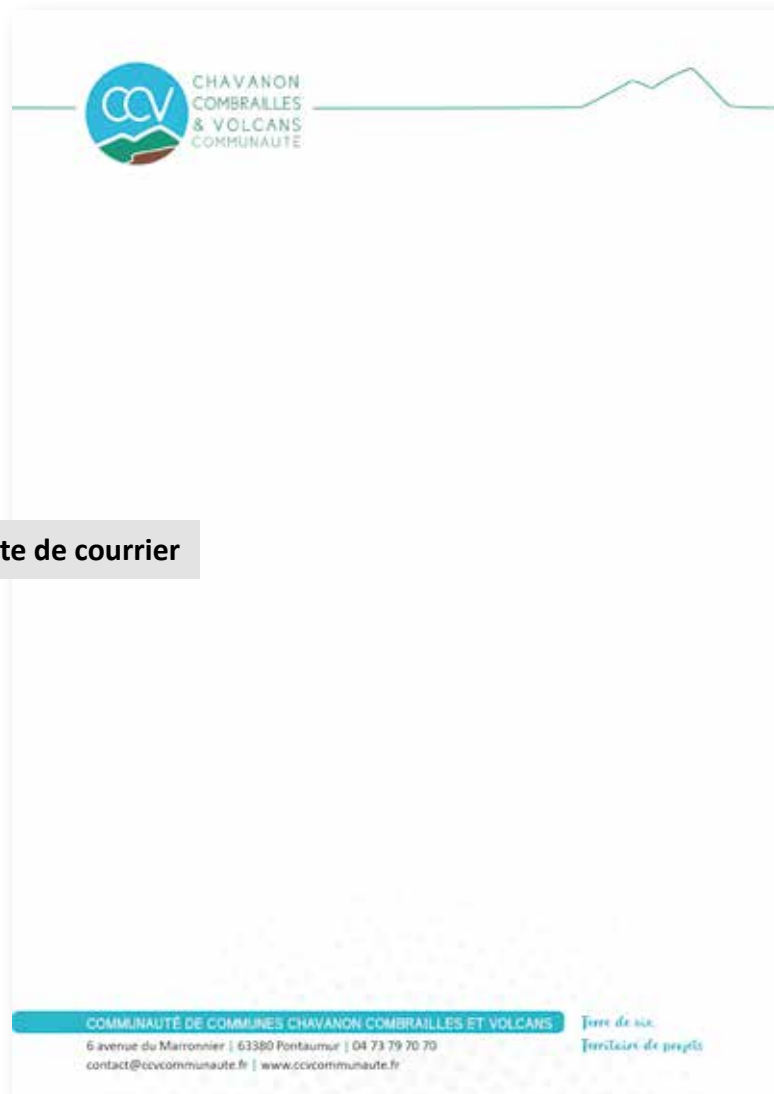 CCV
CHAVANON
COMBRAILLES
& VOLCANS
COMMUNAUTÉ
te de courrier
COMMUNAUTÉ DE COMMUNES CHAVANON COMBRAILLES ET VOLCANS
6 avenue du Marronnier | 63380 Pontaumur | 04 73 79 70 70
contact@ccvcommunaute.fr | www.ccvcommunaute.fr
Terre de vie
Territoire de projets